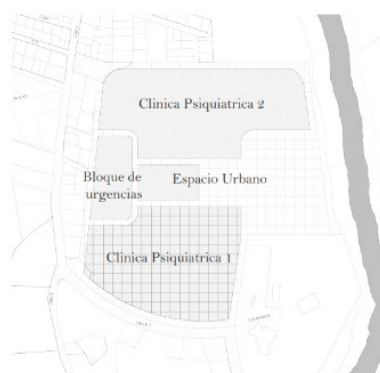 Clinica Psiquiatrica 2
Bloque de
urgencias
Espacio Urbano
Clinica Psiquiatrica 1